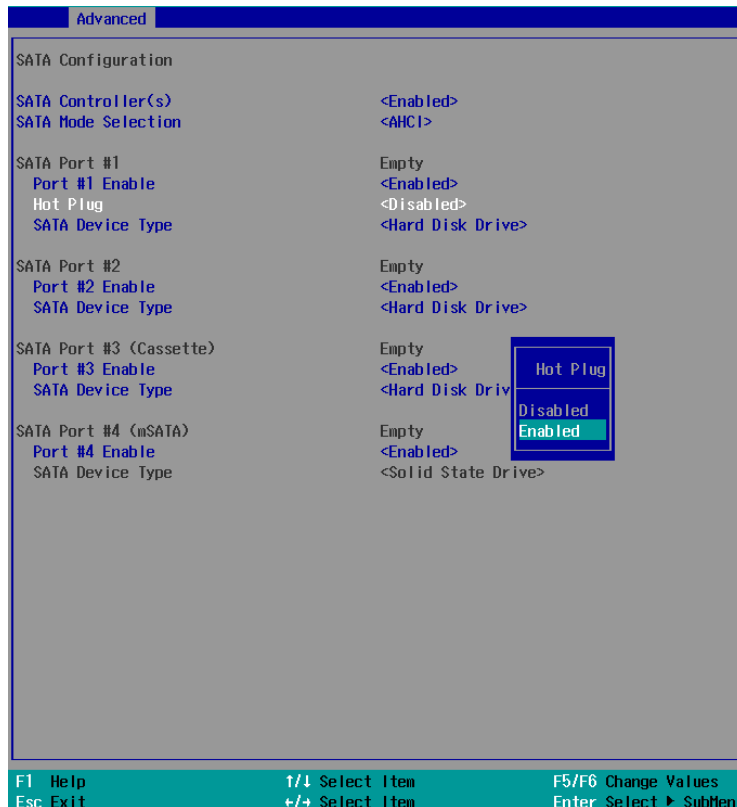 Advanced
SATA Configuration
SATA Controller(s) <Enabled>
SATA Mode Selection <AHCI>
SATA Port #1 Empty
Port #1 Enable <Enabled>
Hot Plug <Disabled>
SATA Device Type <Hard Disk Drive>
SATA Port #2 Empty
Port #2 Enable <Enabled>
SATA Device Type <Hard Disk Drive>
SATA Port #3 (Cassette) Empty
Port #3 Enable <Enabled>
SATA Device Type <Hard Disk Driv
SATA Port #4 (mSATA) Empty
Port #4 Enable <Enabled>
SATA Device Type <Solid State Drive>
Hot Plug
Disabled
Enabled
F1 Help ↑/↓ Select Item F5/F6 Change Values
Esc Exit ←/→ Select Item Enter Select ▶ SubMen